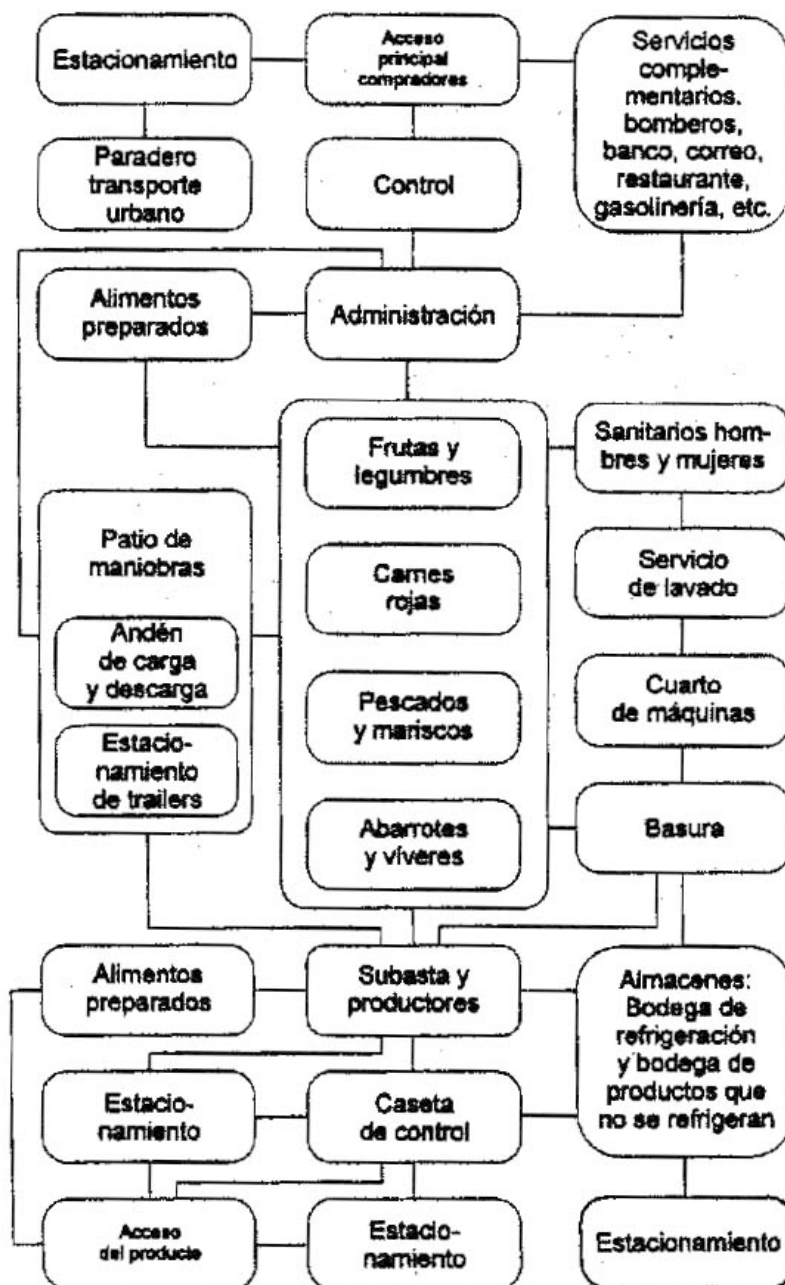 Estacionamiento
Acceso
principal
compradores
Servicios
comple-
mentarios.
bomberos,
banco, correo,
restaurante,
gasolinería, etc.
Paradero
transporte
urbano
Control
Alimentos
preparados
Administración
Frutas y
legumbres
Sanitarios hom-
bres y mujeres
Patio de
maniobras
Carnes
rojas
Servicio
de lavado
Andén
de carga
y descarga
Pescados
y mariscos
Cuarto
de máquinas
Estacio-
namiento
de trailers
Abarrotes
y víveres
Basura
Alimentos
preparados
Subasta y
productores
Almacenes:
Bodega de
refrigeración
y bodega de
productos que
no se refrigeran
Estacio-
namiento
Caseta
de control
Acceso
del producte
Estacio-
namiento
Estacionamiento